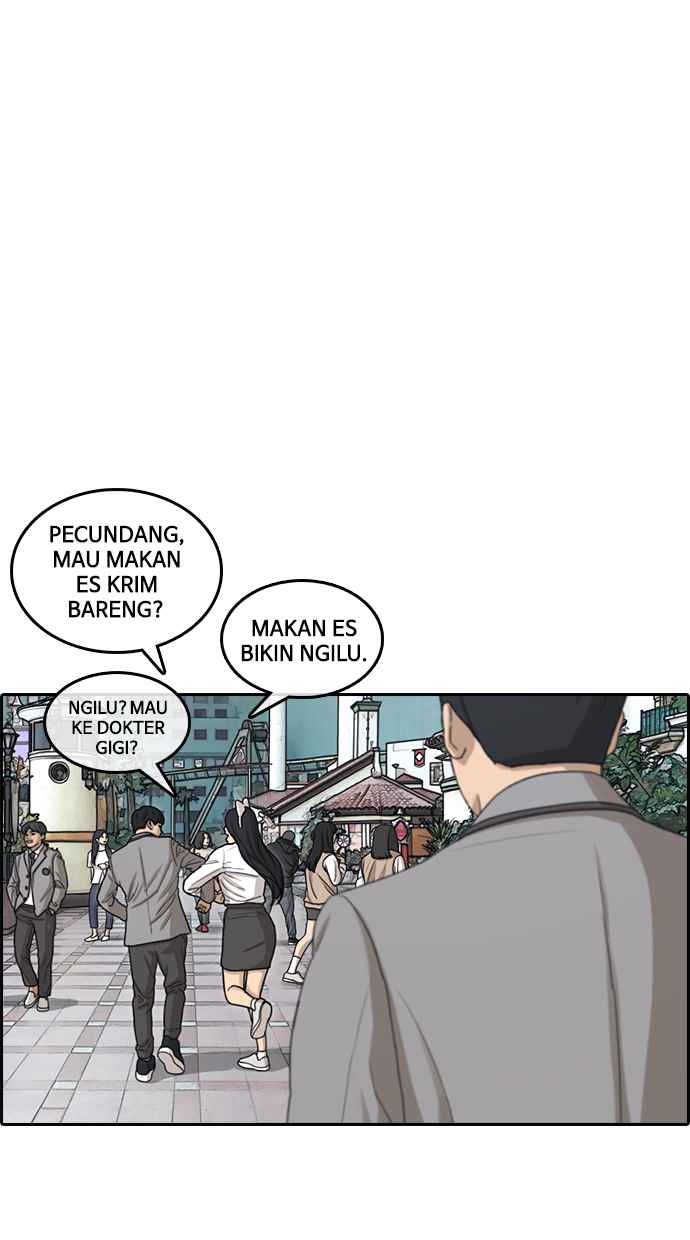 PECUNDANG,
MAU MAKAN
ES KRIM
BARENG?
MAKAN ES
BIKIN NGILU.
NGILU? MAU
KE DOKTER
GIGI?